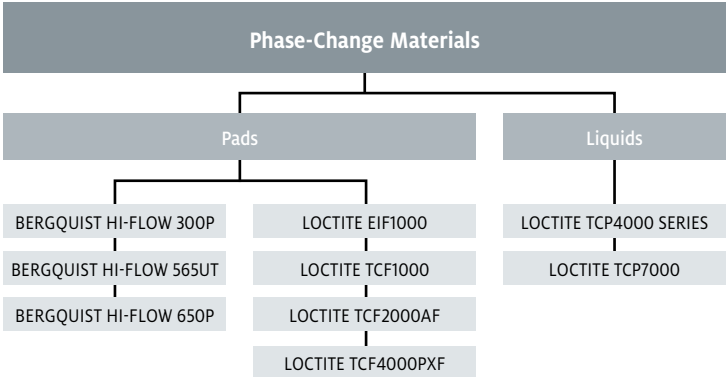 Phase-Change Materials
Pads
BERGQUIST HI-FLOW 300P
BERGQUIST HI-FLOW 565UT
BERGQUIST HI-FLOW 650P
LOCTITE EIF1000
LOCTITE TCF1000
LOCTITE TCF2000AF
LOCTITE TCF4000PXF
Liquids
LOCTITE TCP4000 SERIES
LOCTITE TCP7000